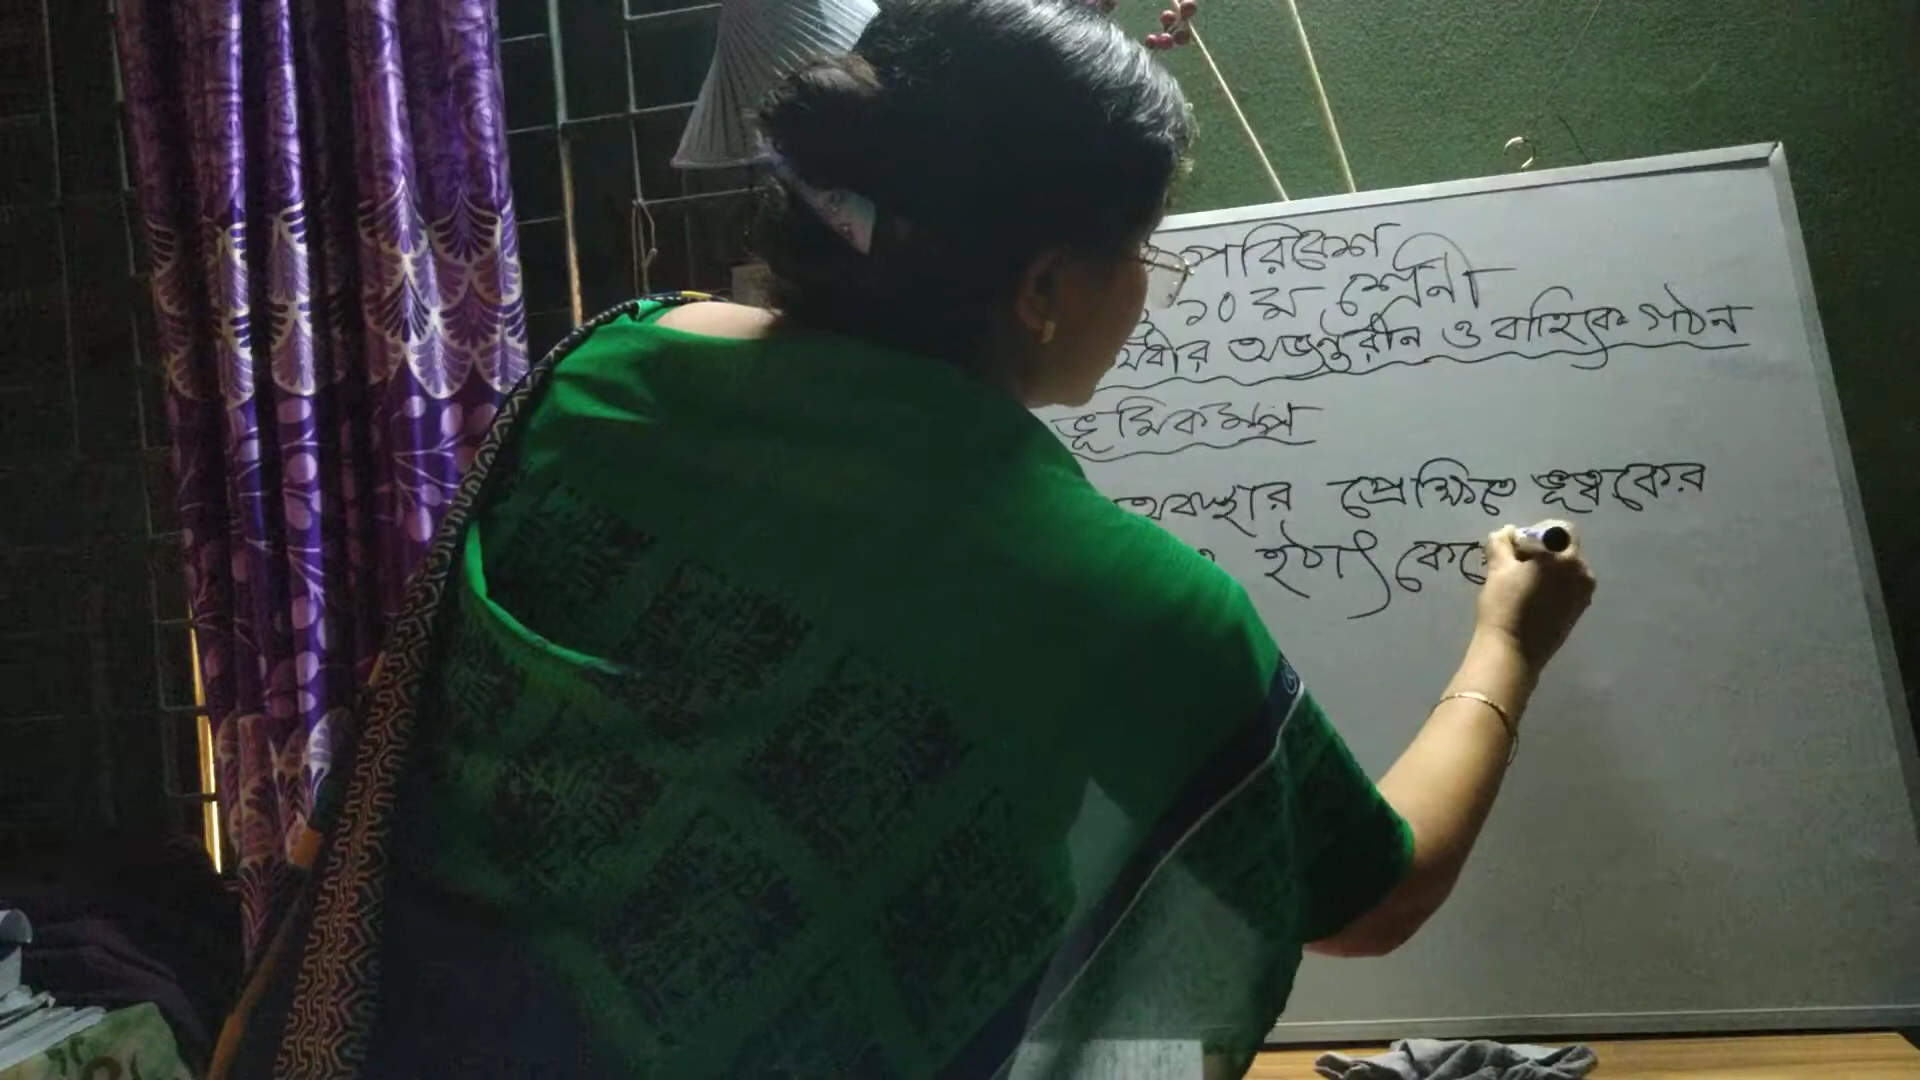 পরিবেশ
১০ম শ্রেনী
অভ্যন্তরীন ও বাহ্যিক গঠন
ভূমিকম্প
অবস্থার প্রেক্ষিতে ভূত্বকের
হঠাৎ কেঁ